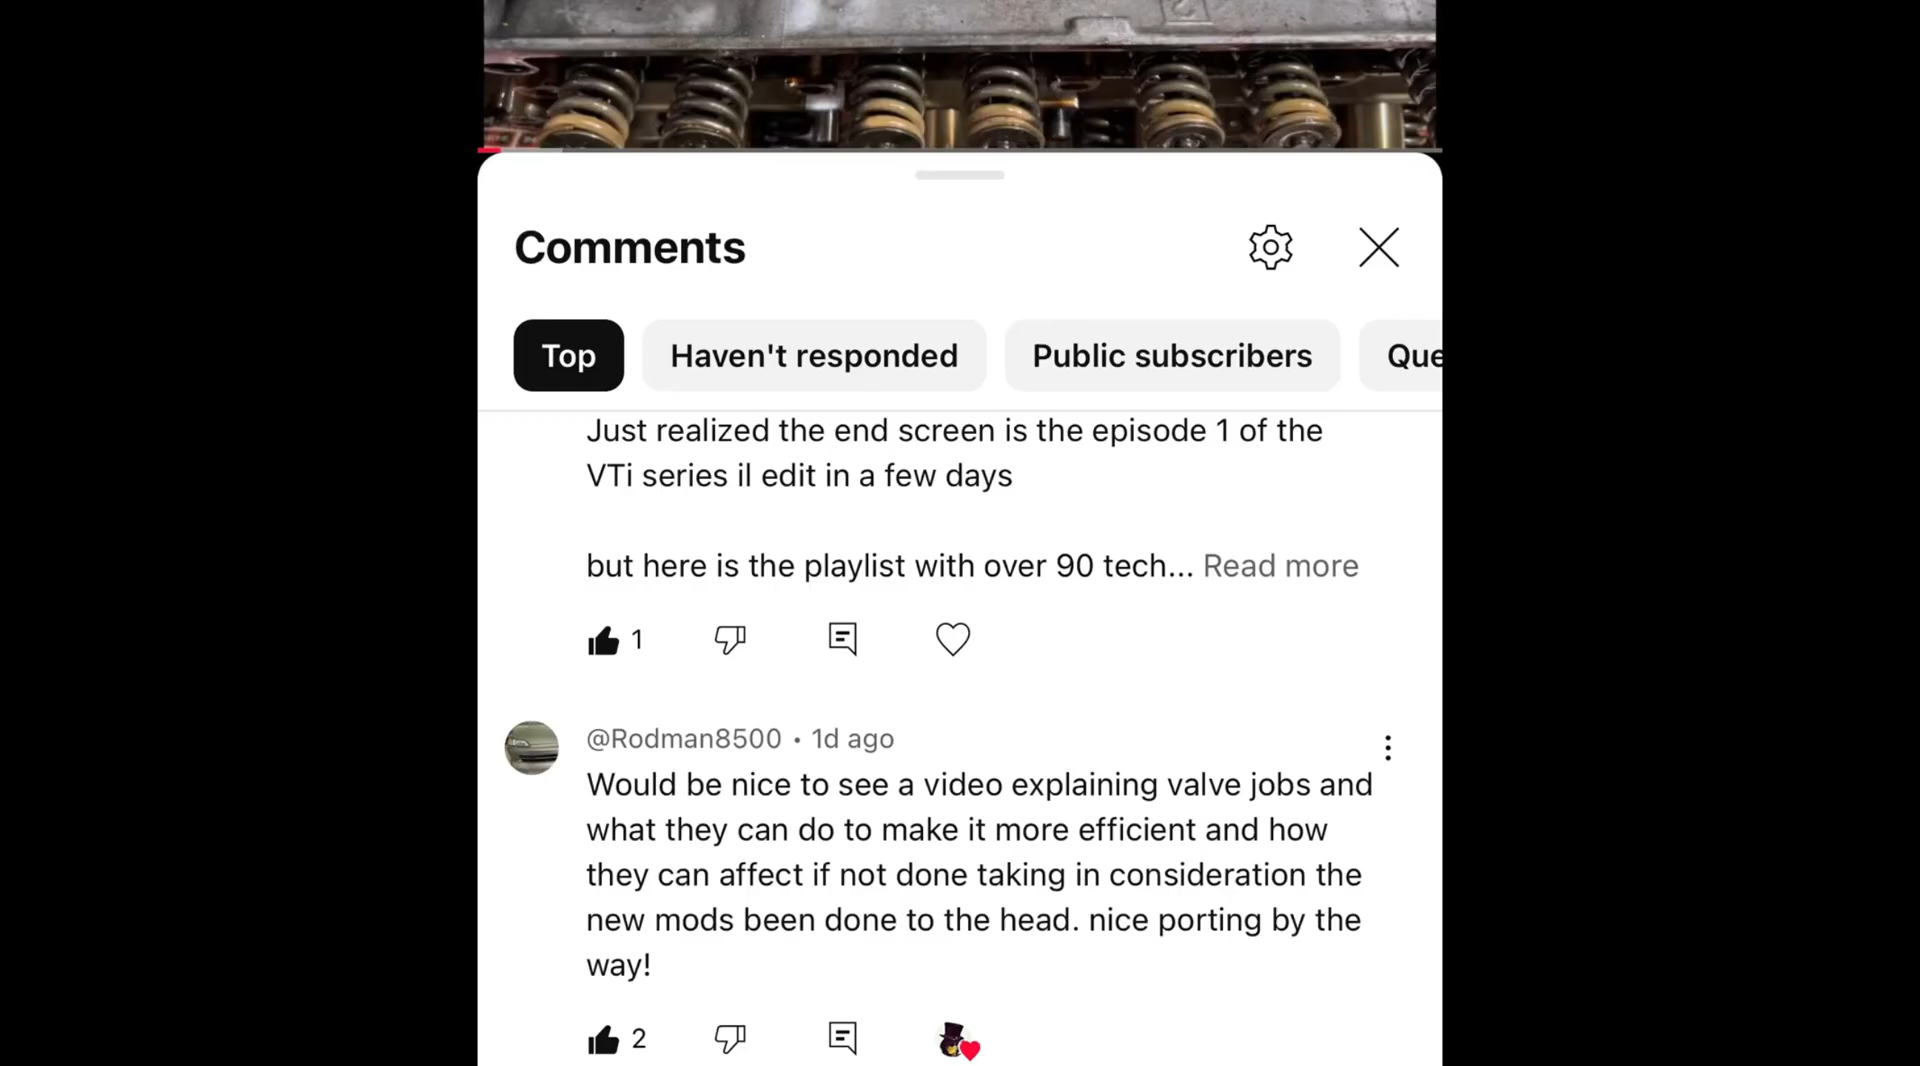 Comments
Top
Haven't responded
Public subscribers
Que
Just realized the end screen is the episode 1 of the
VTi series il edit in a few days
but here is the playlist with over 90 tech... Read more
1
@Rodman8500 • 1d ago
Would be nice to see a video explaining valve jobs and
what they can do to make it more efficient and how
they can affect if not done taking in consideration the
new mods been done to the head. nice porting by the
way!
2